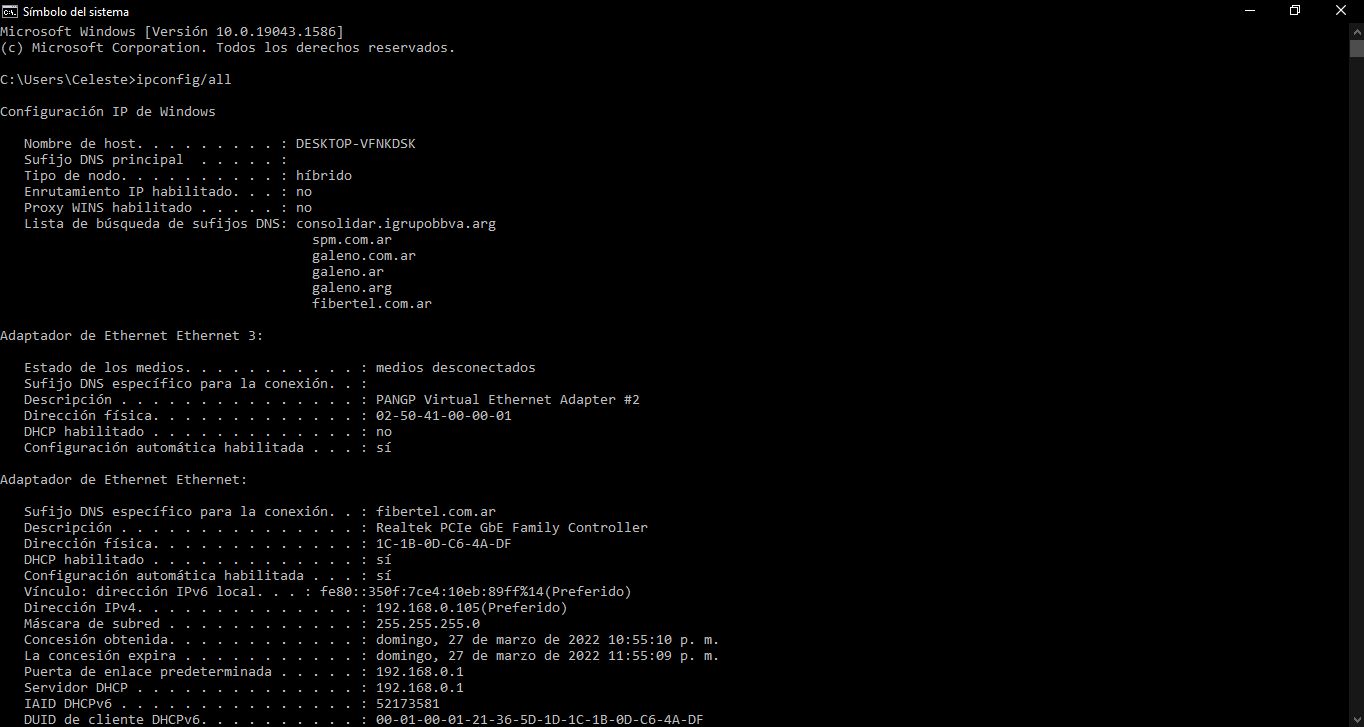 Símbolo del sistema
Microsoft Windows [Versión 10.0.19043.1586]
(c) Microsoft Corporation. Todos los derechos reservados.
C:\Users\Celeste>ipconfig/all
Configuración IP de Windows
Nombre de host. . . . . . . . . : DESKTOP-VFNKDSK
Sufijo DNS principal  . . . . . :
Tipo de nodo. . . . . . . . . . : híbrido
Enrutamiento IP habilitado. . . : no
Proxy WINS habilitado . . . . . : no
Lista de búsqueda de sufijos DNS: consolidar.igrupobbva.arg
spm.com.ar
galeno.com.ar
galeno.ar
galeno.arg
fibertel.com.ar
Adaptador de Ethernet Ethernet 3:
Estado de los medios. . . . . . . . . . . : medios desconectados
Sufijo DNS específico para la conexión. . :
Descripción . . . . . . . . . . . . . . . : PANGP Virtual Ethernet Adapter #2
Dirección física. . . . . . . . . . . . . : 02-50-41-00-00-01
DHCP habilitado . . . . . . . . . . . . . : no
Configuración automática habilitada . . . : sí
Adaptador de Ethernet Ethernet:
Sufijo DNS específico para la conexión. . : fibertel.com.ar
Descripción . . . . . . . . . . . . . . . : Realtek PCIe GbE Family Controller
Dirección física. . . . . . . . . . . . . : 1C-1B-0D-C6-4A-DF
DHCP habilitado . . . . . . . . . . . . . : sí
Configuración automática habilitada . . . : sí
Vínculo: dirección IPv6 local. . . : fe80::350f:7ce4:10eb:89ff%14(Preferido)
Dirección IPv4. . . . . . . . . . . . . . : 192.168.0.105(Preferido)
Máscara de subred . . . . . . . . . . . . : 255.255.255.0
Concesión obtenida. . . . . . . . . . . . : domingo, 27 de marzo de 2022 10:55:10 p. m.
La concesión expira . . . . . . . . . . . : domingo, 27 de marzo de 2022 11:55:09 p. m.
Puerta de enlace predeterminada . . . . . : 192.168.0.1
Servidor DHCP . . . . . . . . . . . . . . : 192.168.0.1
IAID DHCPv6 . . . . . . . . . . . . . . . : 52173581
DUID de cliente DHCPv6. . . . . . . . . . : 00-01-00-01-21-36-5D-1D-1C-1B-0D-C6-4A-DF